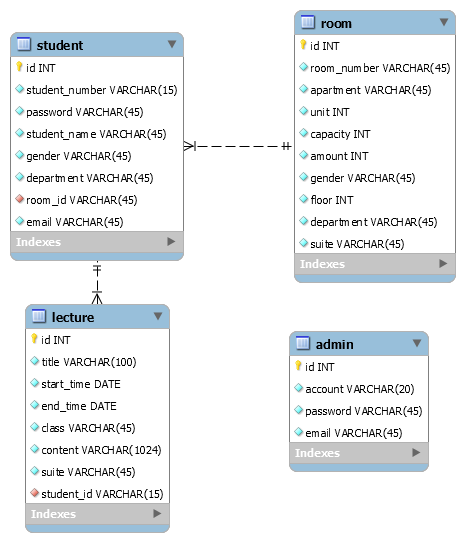 student
id INT
student_number VARCHAR(15)
password VARCHAR(45)
student_name VARCHAR(45)
gender VARCHAR(45)
department VARCHAR(45)
room_id VARCHAR(45)
email VARCHAR(45)
Indexes
room
id INT
room_number VARCHAR(45)
apartment VARCHAR(45)
unit INT
capacity INT
amount INT
gender VARCHAR(45)
floor INT
department VARCHAR(45)
suite VARCHAR(45)
Indexes
lecture
id INT
title VARCHAR(100)
start_time DATE
end_time DATE
class VARCHAR(45)
content VARCHAR(1024)
suite VARCHAR(45)
student_id VARCHAR(15)
Indexes
admin
id INT
account VARCHAR(20)
password VARCHAR(45)
email VARCHAR(45)
Indexes